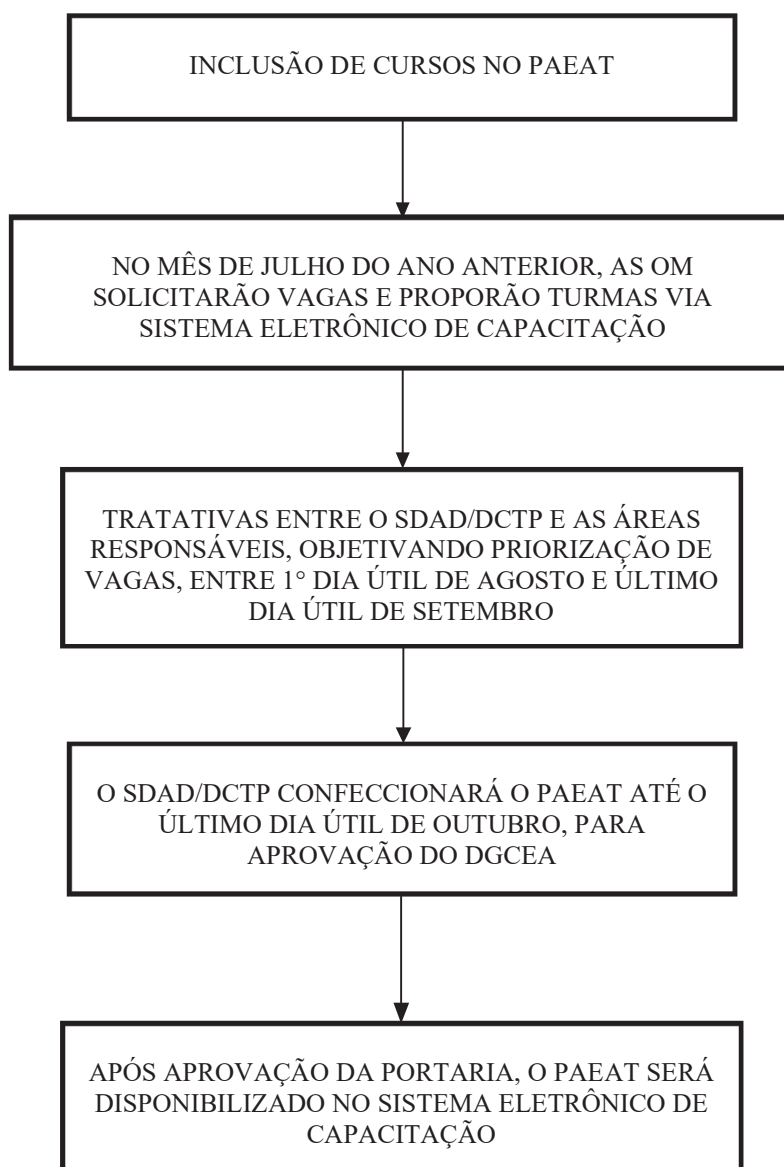 INCLUSÃO DE CURSOS NO PAEAT
NO MÊS DE JULHO DO ANO ANTERIOR, AS OM
SOLICITARÃO VAGAS E PROPORÃO TURMAS VIA
SISTEMA ELETRÔNICO DE CAPACITAÇÃO
TRATATIVAS ENTRE O SDAD/DCTP E AS ÁREAS
RESPONSÁVEIS, OBJETIVANDO PRIORIZAÇÃO DE
VAGAS, ENTRE 1° DIA ÚTIL DE AGOSTO E ÚLTIMO
DIA ÚTIL DE SETEMBRO
O SDAD/DCTP CONFECCIONARÁ O PAEAT ATÉ O
ÚLTIMO DIA ÚTIL DE OUTUBRO, PARA
APROVAÇÃO DO DGCEA
APÓS APROVAÇÃO DA PORTARIA, O PAEAT SERÁ
DISPONIBILIZADO NO SISTEMA ELETRÔNICO DE
CAPACITAÇÃO